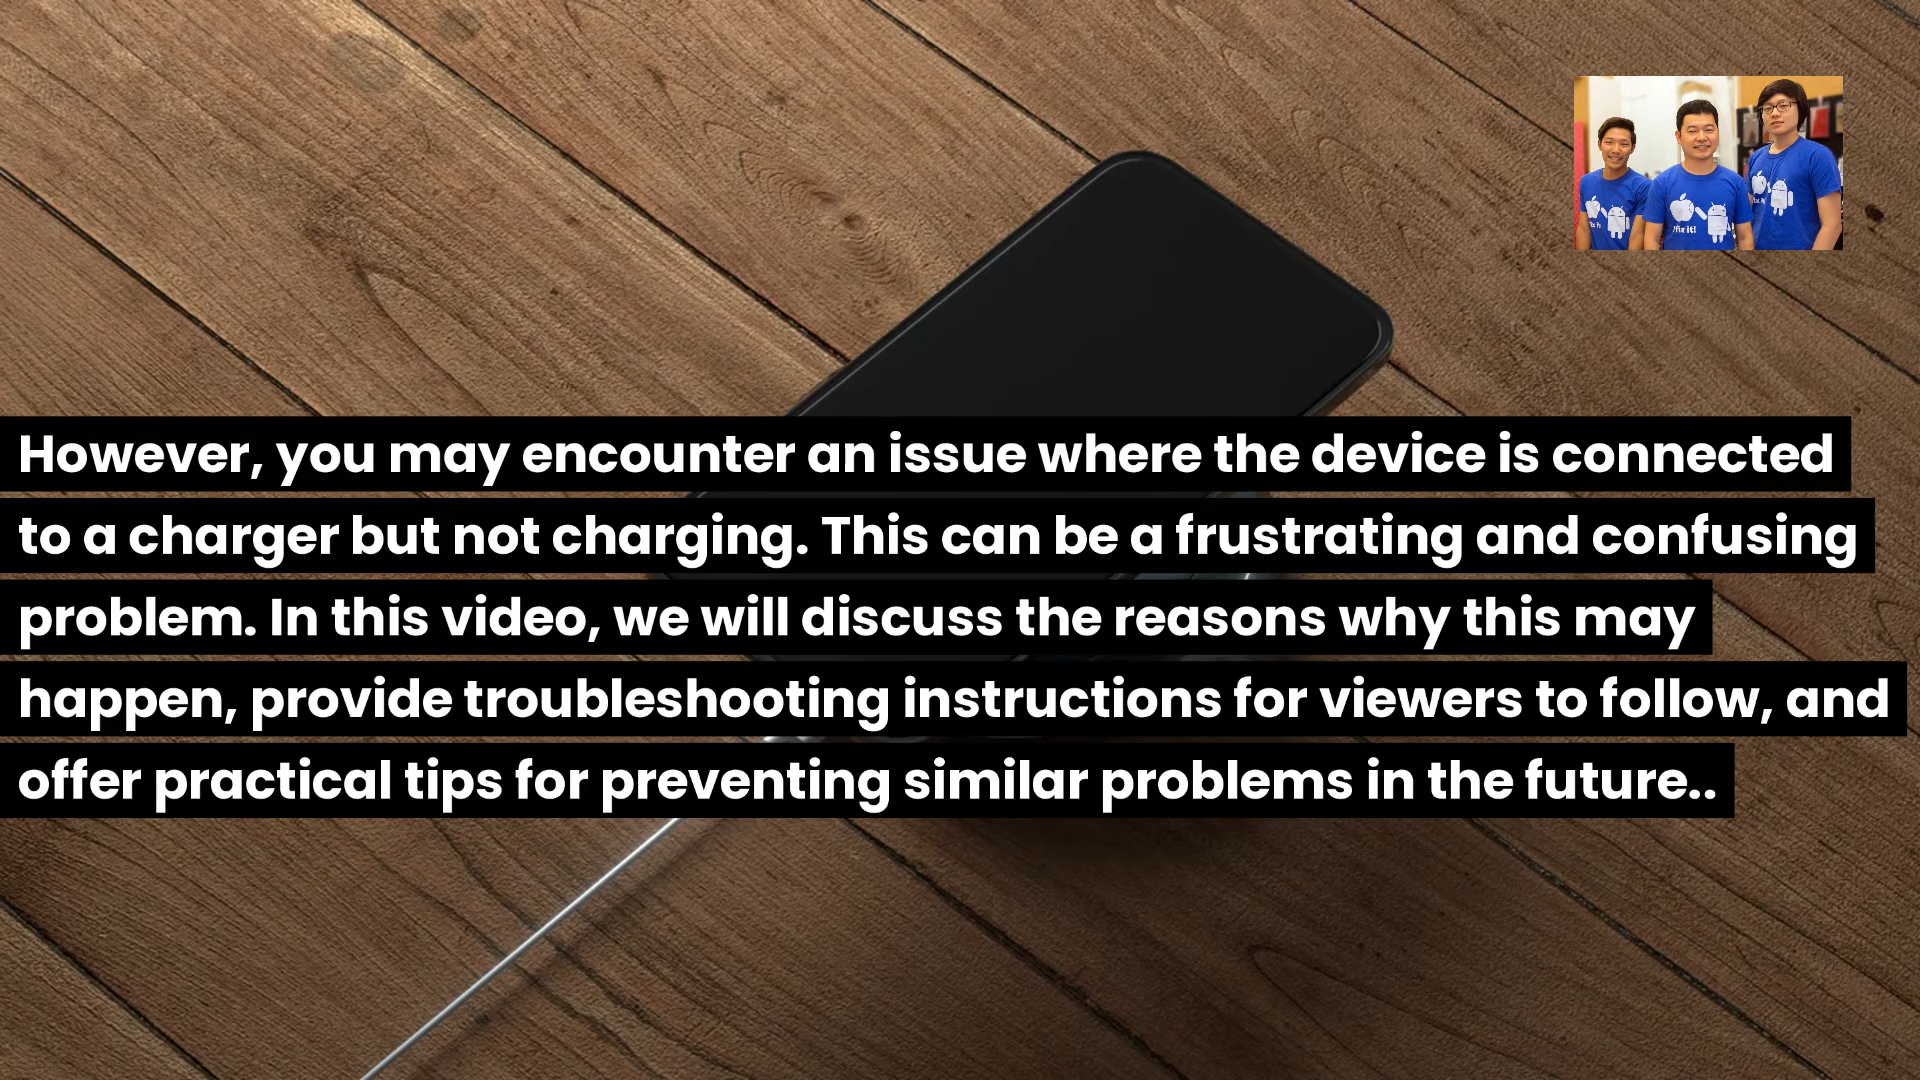 However, you may encounter an issue where the device is connected
to a charger but not charging. This can be a frustrating and confusing
problem. In this video, we will discuss the reasons why this may
happen, provide troubleshooting instructions for viewers to follow, and
offer practical tips for preventing similar problems in the future..
fix it!